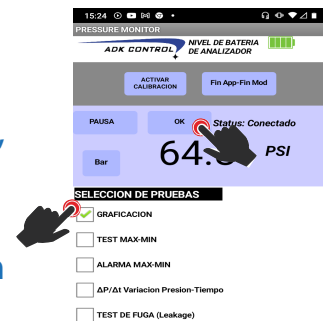 15:24
PRESSURE MONITOR
ADK CONTROL
NIVEL DE BATERIA
DE ANALIZADOR
ACTIVAR
CALIBRACION
Fin App-Fin Mod
PAUSA
OK
Status: Conectado
Bar
64.
PSI
SELECCION DE PRUEBAS
GRAFICACION
TEST MAX-MIN
ALARMA MAX-MIN
ΔP/Δt Variacion Presion-Tiempo
TEST DE FUGA (Leakage)